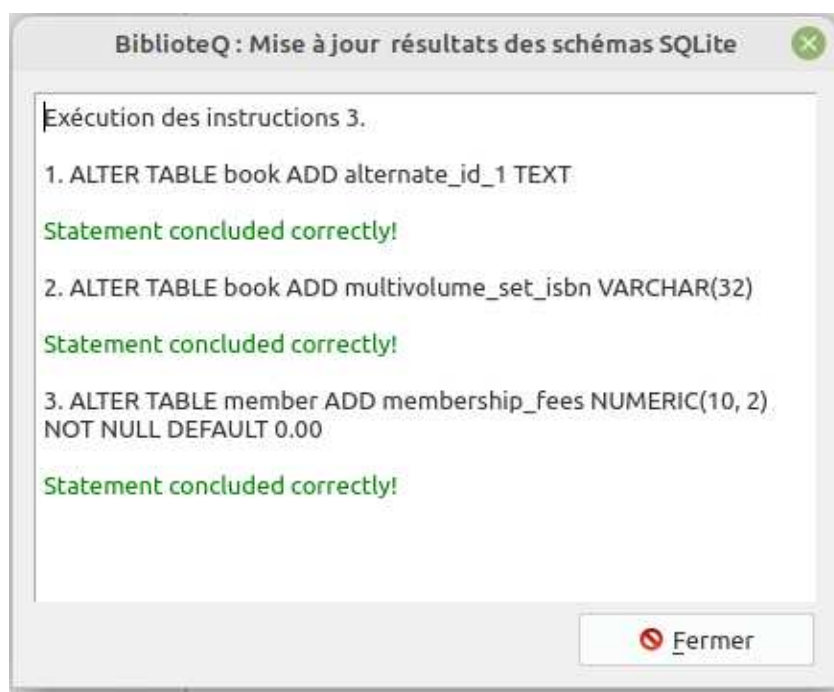 BiblioteQ : Mise à jour résultats des schémas SQLite
Exécution des instructions 3.
1. ALTER TABLE book ADD alternate_id_1 TEXT
Statement concluded correctly!
2. ALTER TABLE book ADD multivolume_set_isbn VARCHAR(32)
Statement concluded correctly!
3. ALTER TABLE member ADD membership_fees NUMERIC(10, 2)
NOT NULL DEFAULT 0.00
Statement concluded correctly!
Fermer